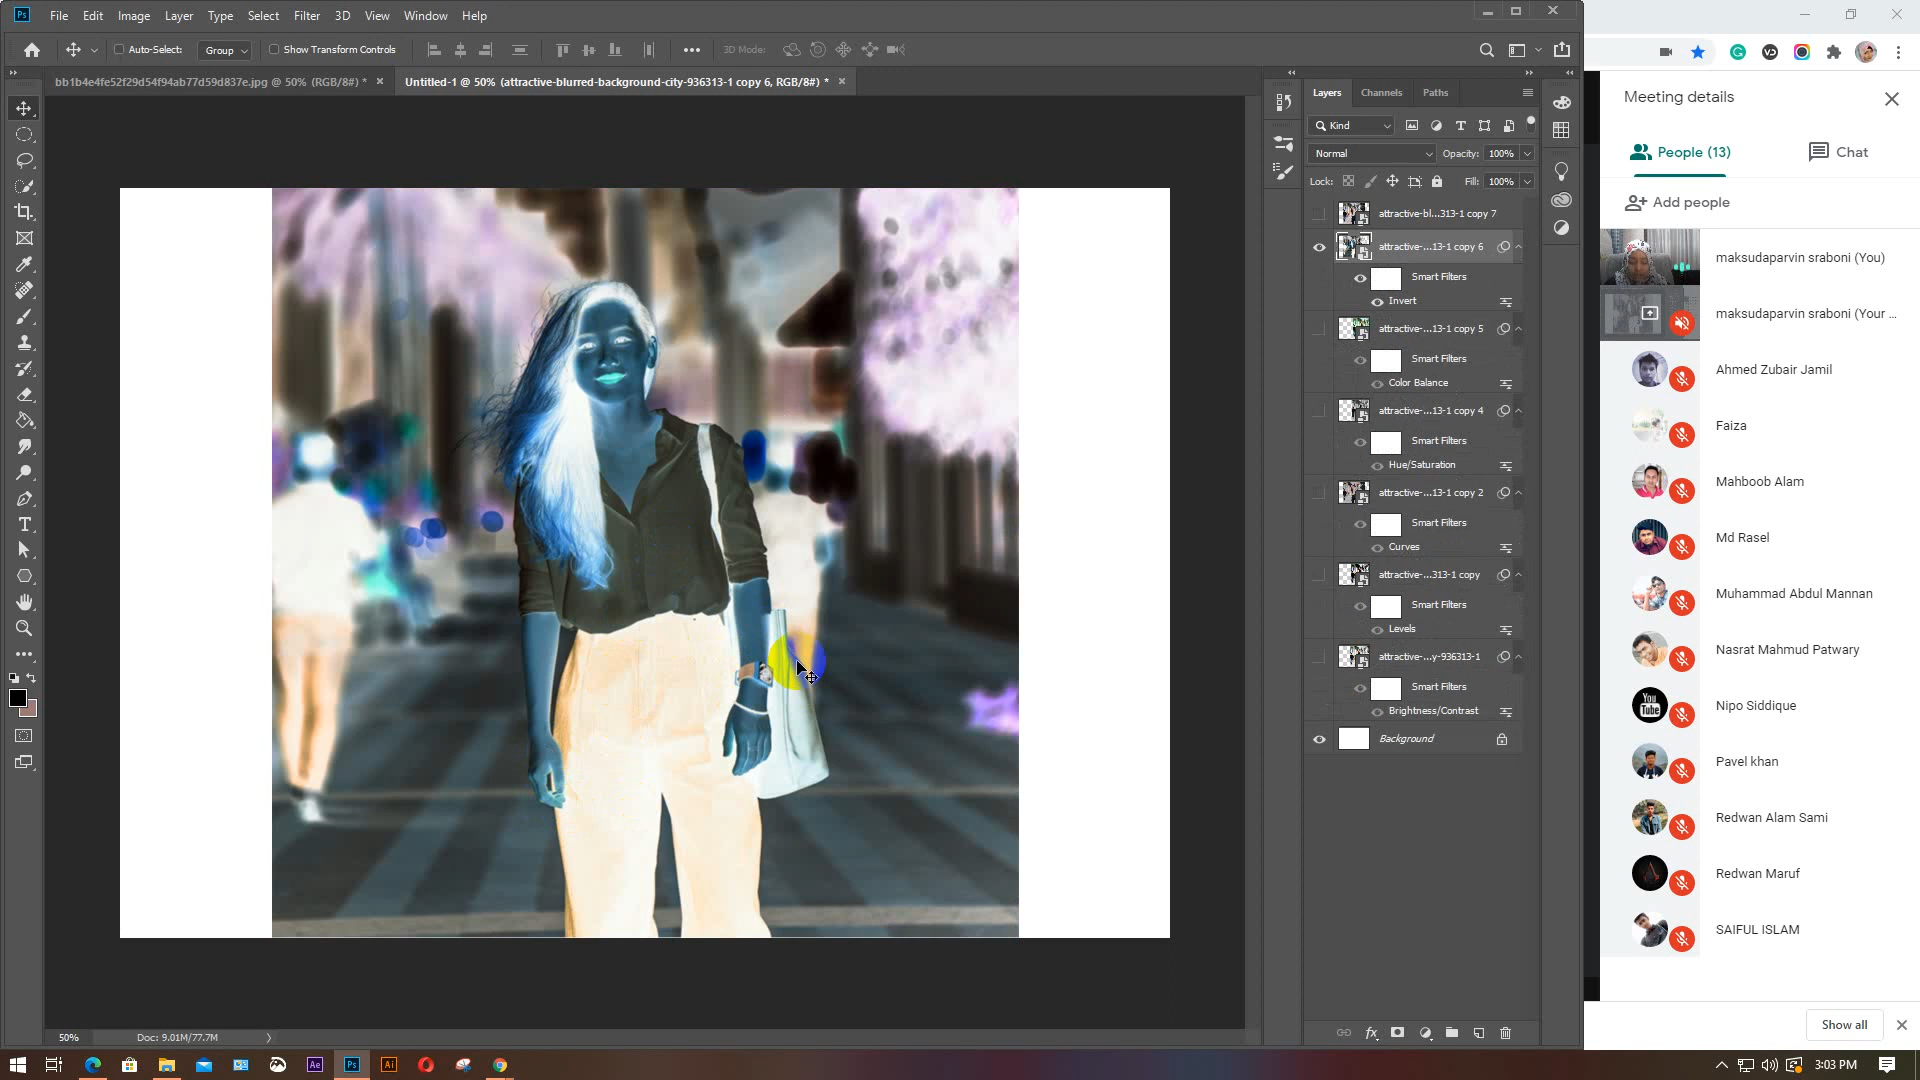 Ps File Edit Image Layer Type Select Filter 3D View Window Help
Auto-Select: Group Show Transform Controls 3D Mode:
bb1b4e4fe52f29d54f94ab77d59d837e.jpg @ 50% (RGB/8#) * Untitled-1 @ 50% (attractive-blurred-background-city-936313-1 copy 6, RGB/8#) *
Layers Channels Paths
Kind
Normal Opacity: 100%
Lock: Fill: 100%
attractive-bl...313-1 copy 7
attractive-...13-1 copy 6
Smart Filters
Invert
attractive-...13-1 copy 5
Smart Filters
Color Balance
attractive-...13-1 copy 4
Smart Filters
Hue/Saturation
attractive-...13-1 copy 2
Smart Filters
Curves
attractive-...313-1 copy
Smart Filters
Levels
attractive-...y-936313-1
Smart Filters
Brightness/Contrast
Background
50% Doc: 9.01M/77.7M
Meeting details
People (13) Chat
Add people
maksudaparvin sraboni (You)
maksudaparvin sraboni (Your ...
Ahmed Zubair Jamil
Faiza
Mahboob Alam
Md Rasel
Muhammad Abdul Mannan
Nasrat Mahmud Patwary
You Tube
Nipo Siddique
Pavel khan
Redwan Alam Sami
Redwan Maruf
SAIFUL ISLAM
Show all
Ae Ps Ai
3:03 PM